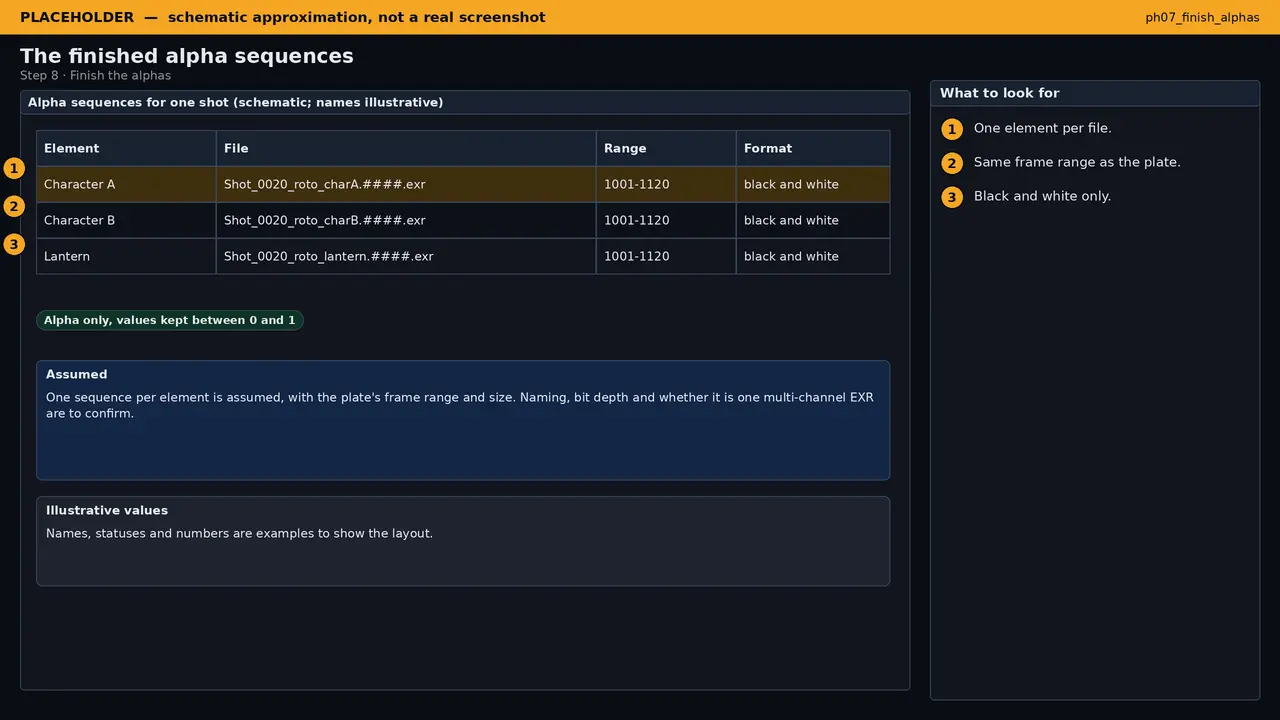 PLACEHOLDER — schematic approximation, not a real screenshot
ph07_finish_alphas
The finished alpha sequences
Step 8 · Finish the alphas
Alpha sequences for one shot (schematic; names illustrative)
Element File Range Format
1
Character A Shot_0020_roto_charA.####.exr 1001-1120 black and white
2
Character B Shot_0020_roto_charB.####.exr 1001-1120 black and white
3
Lantern Shot_0020_roto_lantern.####.exr 1001-1120 black and white
Alpha only, values kept between 0 and 1
Assumed
One sequence per element is assumed, with the plate's frame range and size. Naming, bit depth and whether it is one multi-channel EXR
are to confirm.
Illustrative values
Names, statuses and numbers are examples to show the layout.
What to look for
1 One element per file.
2 Same frame range as the plate.
3 Black and white only.